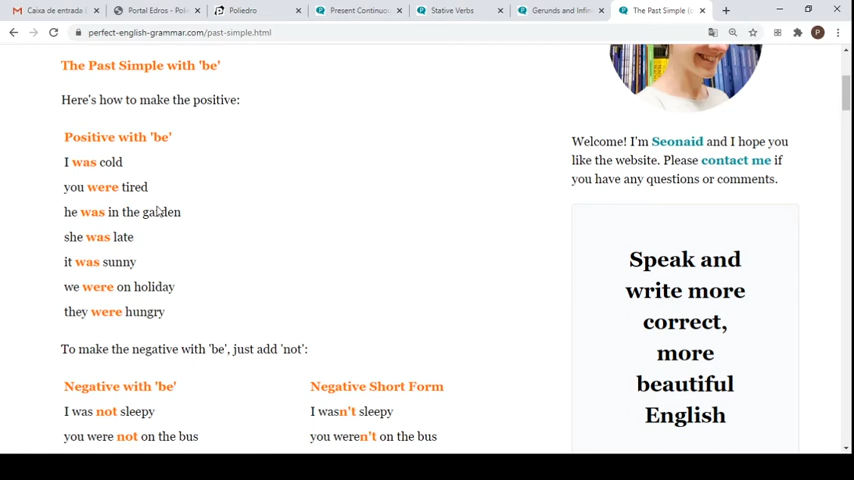 Caixa de entrada
Portal Edros - Polie
Poliedro
Present Continuo
Stative Verbs
Gerunds and Infin
The Past Simple (o
perfect-english-grammar.com/past-simple.html
P
The Past Simple with 'be'
Here's how to make the positive:
Positive with 'be'
I was cold
you were tired
he was in the garden
she was late
it was sunny
we were on holiday
they were hungry
To make the negative with 'be', just add 'not':
Negative with 'be' Negative Short Form
I was not sleepy I wasn't sleepy
you were not on the bus you weren't on the bus
Welcome! I'm Seonaid and I hope you
like the website. Please contact me if
you have any questions or comments.
Speak and
write more
correct,
more
beautiful
English